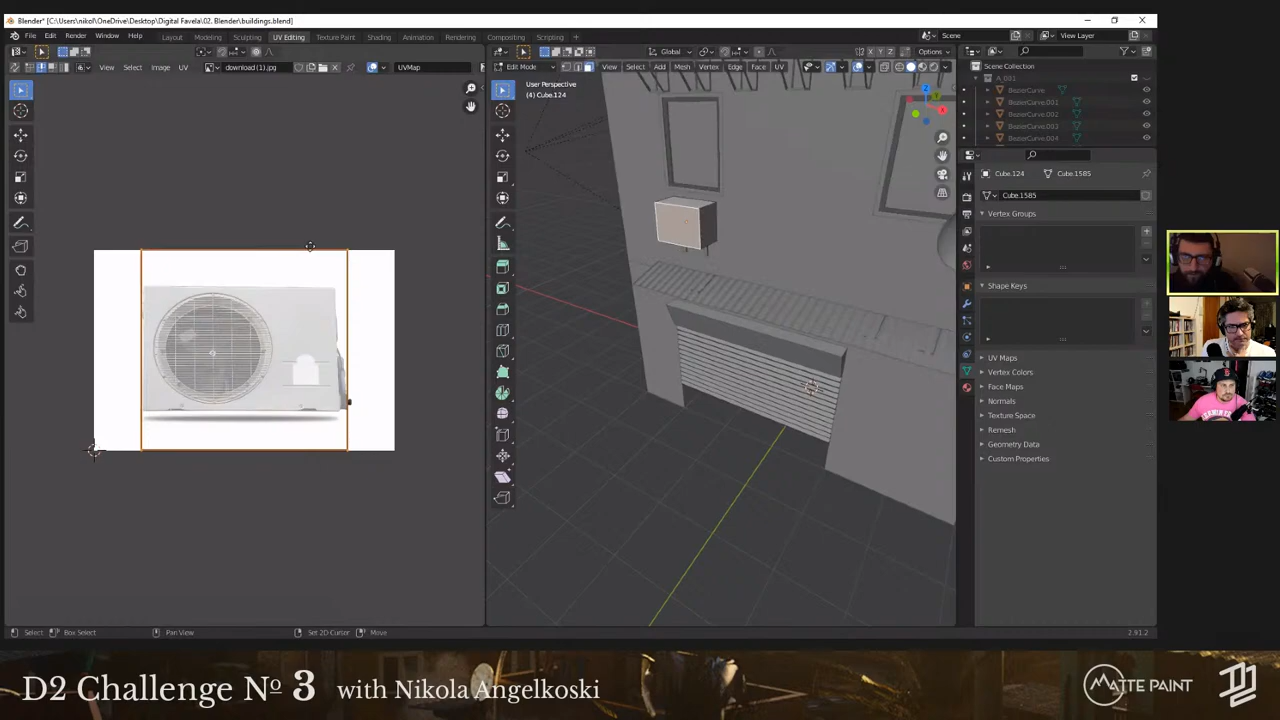 Blender* [C:\Users\nikol\OneDrive\Desktop\Digital Favela\02. Blender\buildings.blend]
File Edit Render Window Help Layout Modeling Sculpting UV Editing Texture Paint Shading Animation Rendering Compositing Scripting Scene View Layer
Global Options
View Select Image UV download (1).jpg UVMap Edit Mode View Select Add Mesh Vertex Edge Face UV
Scene Collection
A_001
BezierCurve
BezierCurve.001
BezierCurve.002
BezierCurve.003
BezierCurve.004
User Perspective
(4) Cube.124
X Y Z
Cube.124 Cube.1585
Cube.1585
Vertex Groups
Shape Keys
UV Maps
Vertex Colors
Face Maps
Normals
Texture Space
Remesh
Geometry Data
Custom Properties
Select Box Select Pan View Set 2D Cursor Move 2.91.2
D2 Challenge Nº 3 with Nikola Angelkoski
MATTE PAINT